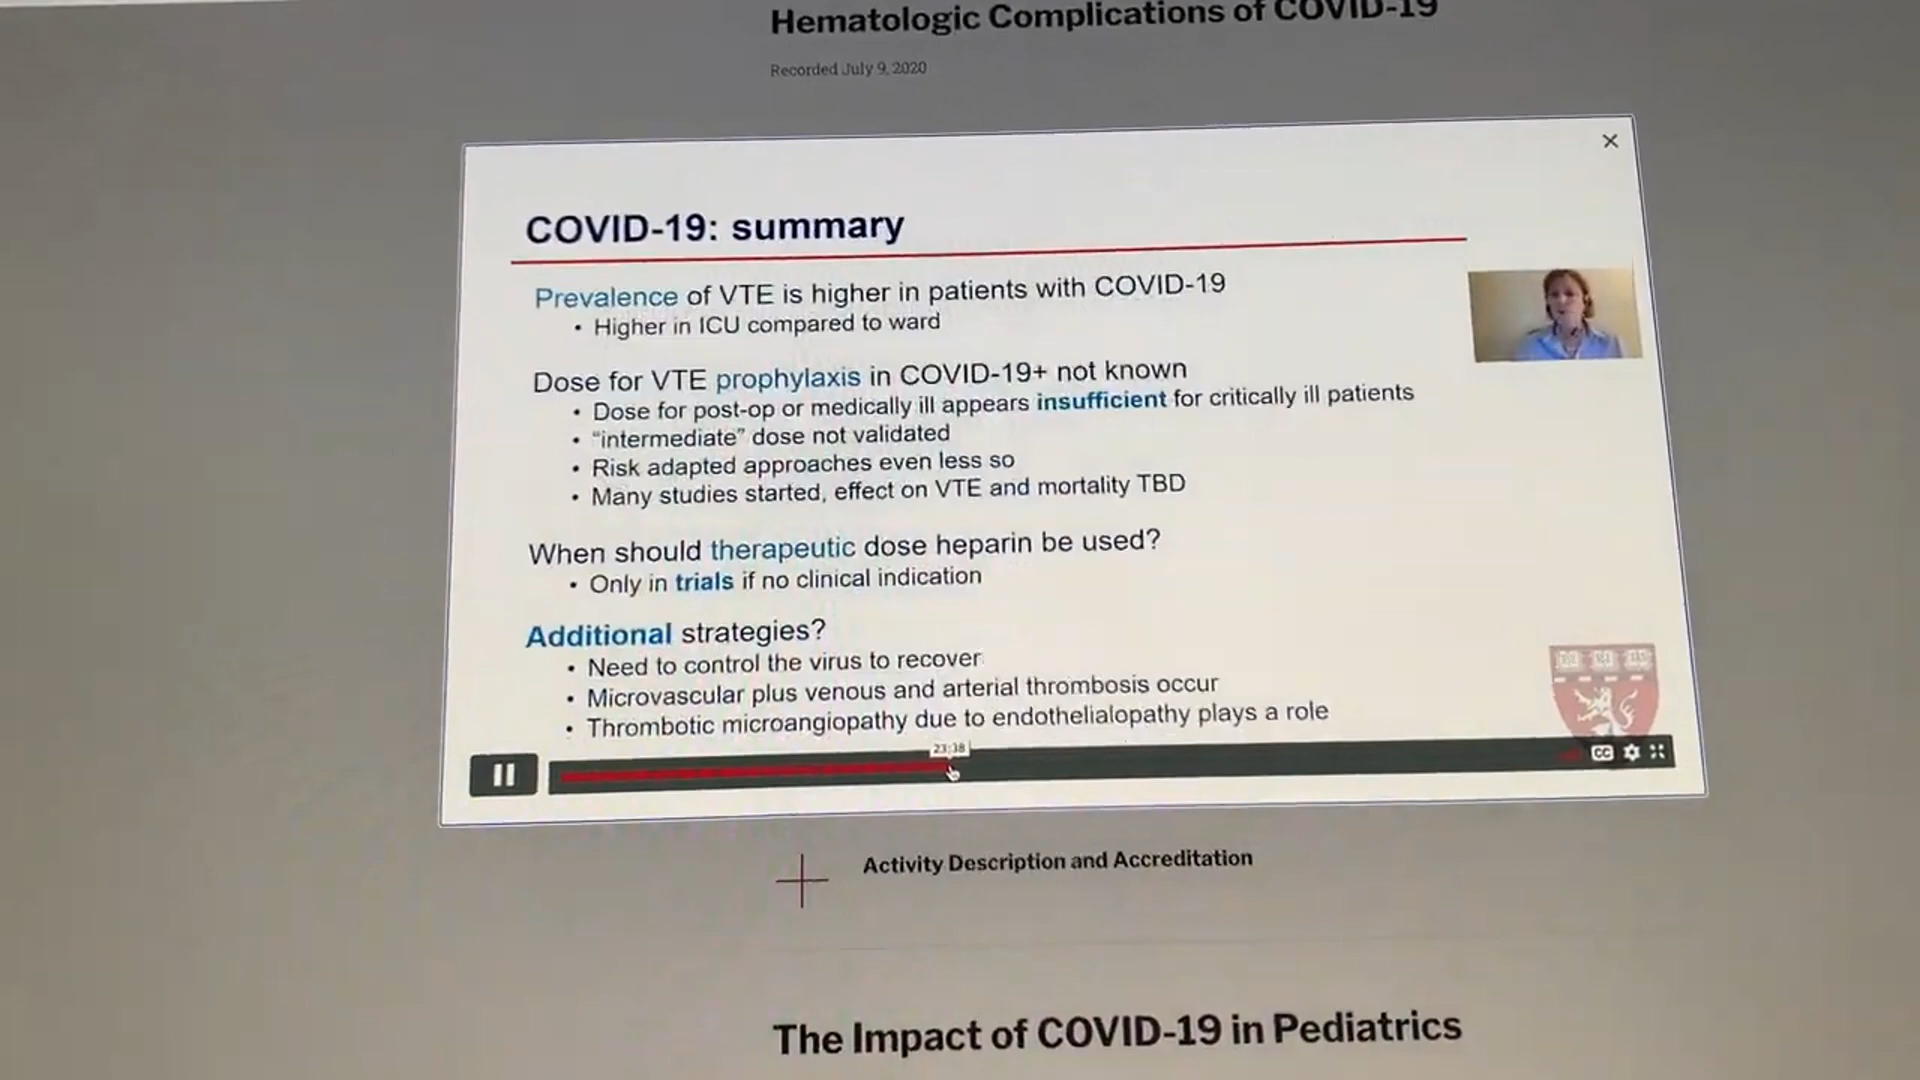 Hematologic Complications of COVID-19
Recorded July 9, 2020
COVID-19: summary
Prevalence of VTE is higher in patients with COVID-19
• Higher in ICU compared to ward
Dose for VTE prophylaxis in COVID-19+ not known
• Dose for post-op or medically ill appears insufficient for critically ill patients
• “intermediate” dose not validated
• Risk adapted approaches even less so
• Many studies started, effect on VTE and mortality TBD
When should therapeutic dose heparin be used?
• Only in trials if no clinical indication
Additional strategies?
• Need to control the virus to recover
• Microvascular plus venous and arterial thrombosis occur
• Thrombotic microangiopathy due to endothelialopathy plays a role
23:38
CC
Activity Description and Accreditation
The Impact of COVID-19 in Pediatrics